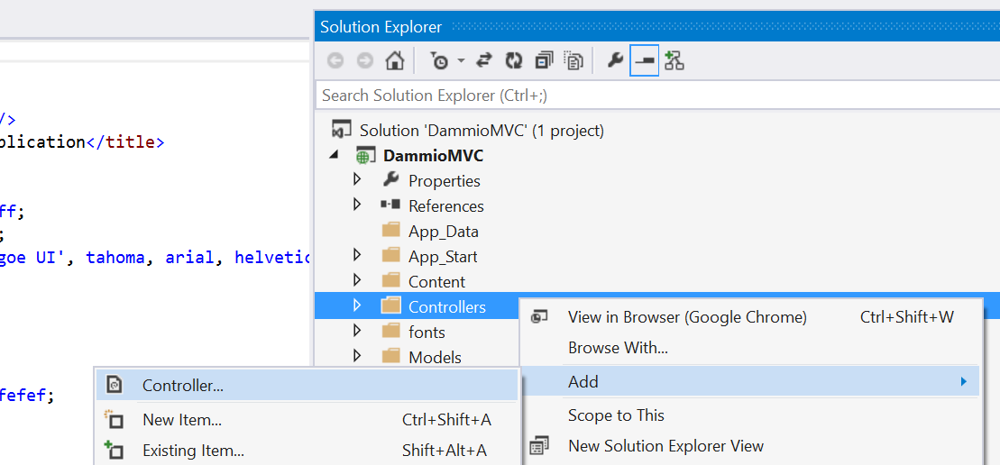 Solution Explorer
Search Solution Explorer (Ctrl+;)
/>
plication</title>
ff;
;
goe UI', tahoma, arial, helvetic
fefef;
Solution 'DammioMVC' (1 project)
DammioMVC
Properties
References
App_Data
App_Start
Content
Controllers
fonts
Models
View in Browser (Google Chrome) Ctrl+Shift+W
Browse With...
Add
Scope to This
New Solution Explorer View
Controller...
New Item... Ctrl+Shift+A
Existing Item... Shift+Alt+A